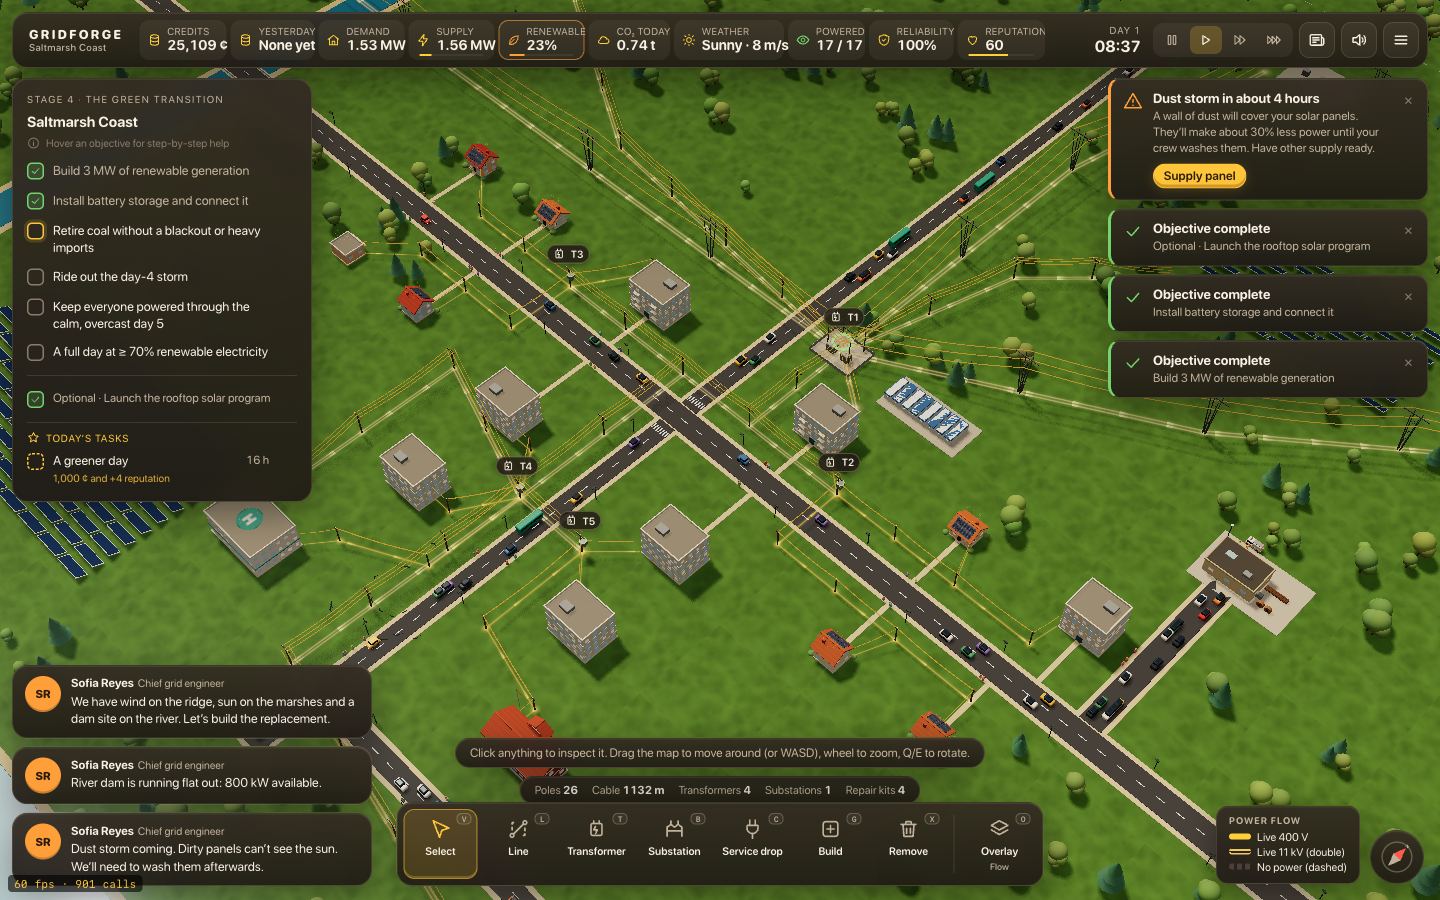 GRIDFORGE
Saltmarsh Coast
CREDITS
25,109 ¢
YESTERDAY
None yet
DEMAND
1.53 MW
SUPPLY
1.56 MW
RENEWABLE
23%
CO₂ TODAY
0.74 t
WEATHER
Sunny · 8 m/s
POWERED
17 / 17
RELIABILITY
100%
REPUTATION
60
DAY 1
08:37
STAGE 4 · THE GREEN TRANSITION
Saltmarsh Coast
Hover an objective for step-by-step help
Build 3 MW of renewable generation
Install battery storage and connect it
Retire coal without a blackout or heavy
imports
Ride out the day-4 storm
Keep everyone powered through the
calm, overcast day 5
A full day at ≥ 70% renewable electricity
Optional · Launch the rooftop solar program
TODAY'S TASKS
A greener day
16 h
1,000 ¢ and +4 reputation
Dust storm in about 4 hours
A wall of dust will cover your solar panels.
They'll make about 30% less power until your
crew washes them. Have other supply ready.
Supply panel
Objective complete
Optional · Launch the rooftop solar program
Objective complete
Install battery storage and connect it
Objective complete
Build 3 MW of renewable generation
T3
T1
T4
T2
T5
H
SR
Sofia Reyes Chief grid engineer
We have wind on the ridge, sun on the marshes and a
dam site on the river. Let's build the replacement.
SR
Sofia Reyes Chief grid engineer
River dam is running flat out: 800 kW available.
SR
Sofia Reyes Chief grid engineer
Dust storm coming. Dirty panels can't see the sun.
We'll need to wash them afterwards.
60 fps · 901 calls
Click anything to inspect it. Drag the map to move around (or WASD), wheel to zoom, Q/E to rotate.
Poles 26 Cable 1132 m Transformers 4 Substations 1 Repair kits 4
V
Select
L
Line
T
Transformer
B
Substation
C
Service drop
G
Build
X
Remove
O
Overlay
Flow
POWER FLOW
Live 400 V
Live 11 kV (double)
No power (dashed)